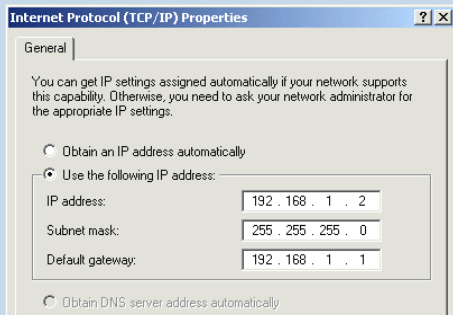 Internet Protocol (TCP/IP) Properties
General
You can get IP settings assigned automatically if your network supports
this capability. Otherwise, you need to ask your network administrator for
the appropriate IP settings.
Obtain an IP address automatically
Use the following IP address:
IP address: 192 . 168 . 1 . 2
Subnet mask: 255 . 255 . 255 . 0
Default gateway: 192 . 168 . 1 . 1
Obtain DNS server address automatically